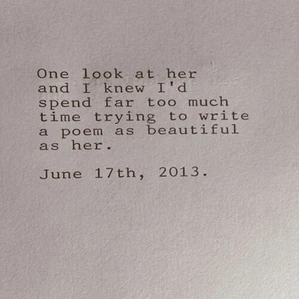 One look at her
and I knew I'd
spend far too much
time trying to write
a poem as beautiful
as her.
June 17th, 2013.